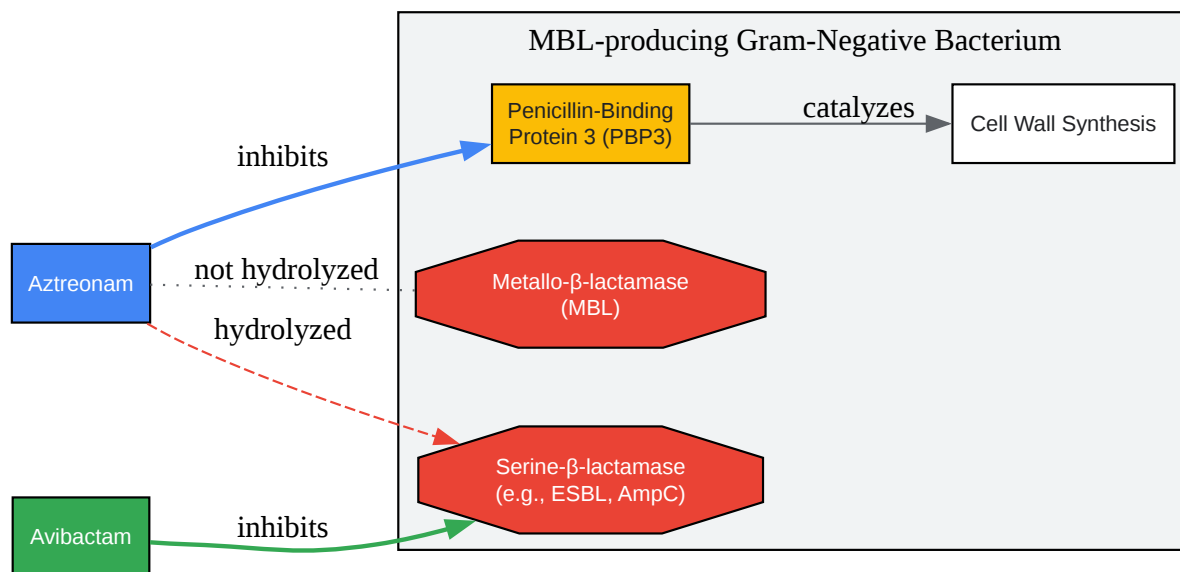 MBL-producing Gram-Negative Bacterium
Penicillin-Binding
Protein 3 (PBP3)
catalyzes
Cell Wall Synthesis
inhibits
Aztreonam
not hydrolyzed
Metallo-β-lactamase
(MBL)
hydrolyzed
Serine-β-lactamase
(e.g., ESBL, AmpC)
Avibactam
inhibits